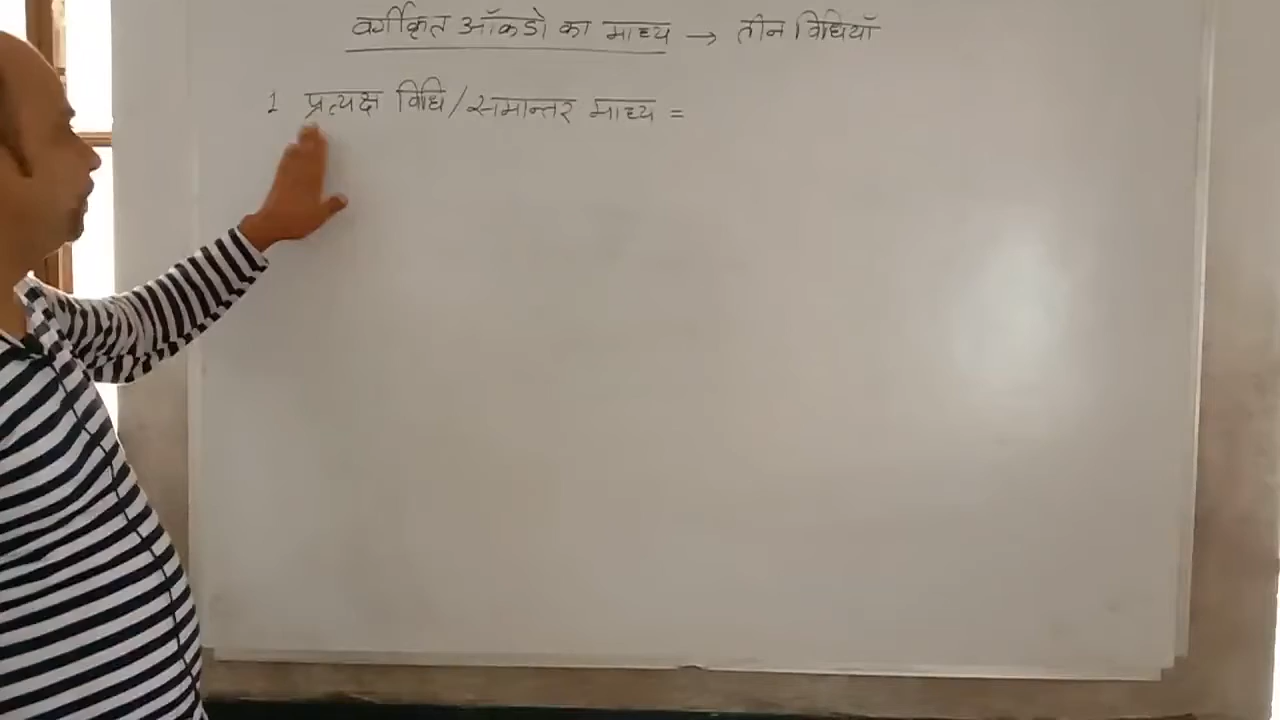 वर्गीकृत आँकडो का माध्य → तीन विधियाँ
1 प्रत्यक्ष विधि/समान्तर माध्य =